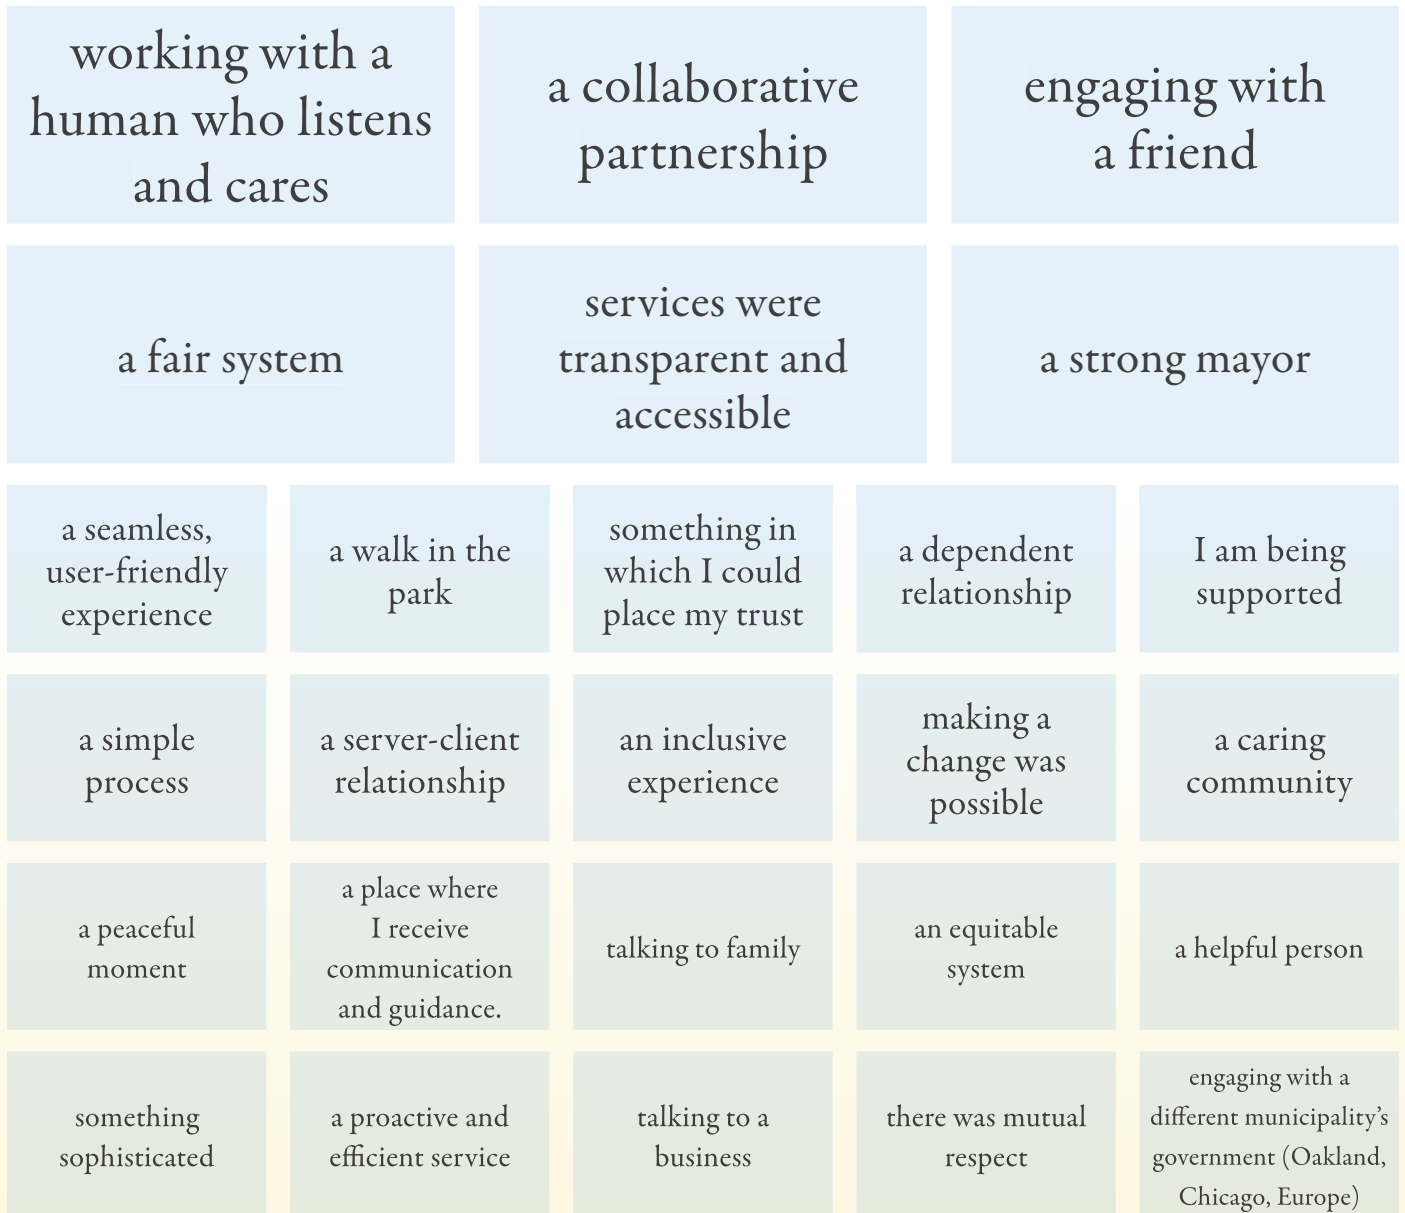 working with a
human who listens
and cares
a collaborative
partnership
engaging with
a friend
a fair system
services were
transparent and
accessible
a strong mayor
a seamless,
user-friendly
experience
a walk in the
park
something in
which I could
place my trust
a dependent
relationship
I am being
supported
a simple
process
a server-client
relationship
an inclusive
experience
making a
change was
possible
a caring
community
a peaceful
moment
a place where
I receive
communication
and guidance.
talking to family
an equitable
system
a helpful person
something
sophisticated
a proactive and
efficient service
talking to a
business
there was mutual
respect
engaging with a
different municipality’s
government (Oakland,
Chicago, Europe)